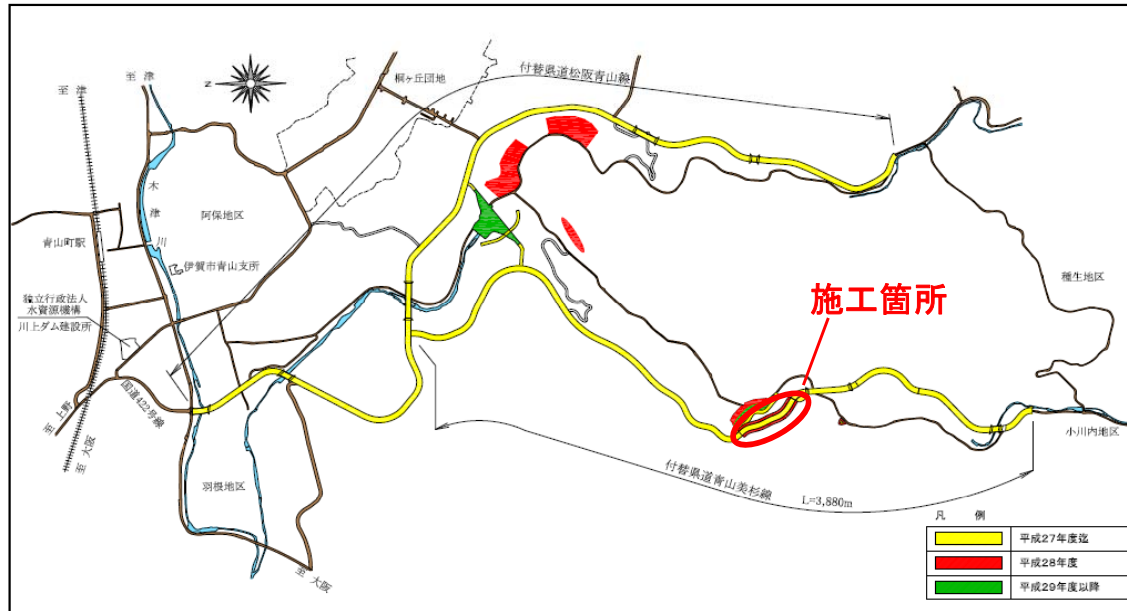 至 津
至 津
桐ヶ丘団地
付替県道松阪青山線
N
木津川
阿保地区
青山町駅
伊賀市青山支所
種生地区
施工箇所
独立行政法人
水資源機構
川上ダム建設所
国道422号線
至 上野
至 大阪
小川内地区
羽根地区
付替県道青山美杉線
L=3,880m
至 大阪
凡 例
平成27年度迄
平成28年度
平成29年度以降